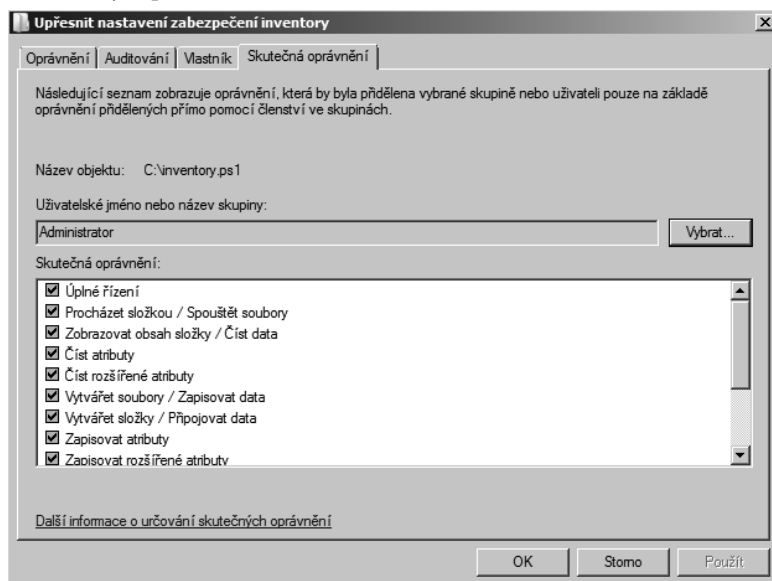 Upřesnit nastavení zabezpečení inventory
Oprávnění Auditování Vlastník Skutečná oprávnění
Následující seznam zobrazuje oprávnění, která by byla přidělena vybrané skupině nebo uživateli pouze na základě
oprávnění přidělených přímo pomocí členství ve skupinách.
Název objektu: C:\inventory.ps1
Uživatelské jméno nebo název skupiny:
Administrator Vybrat...
Skutečná oprávnění:
Úplné řízení
Procházet složkou / Spouštět soubory
Zobrazovat obsah složky / Číst data
Číst atributy
Číst rozšířené atributy
Vytvářet soubory / Zapisovat data
Vytvářet složky / Připojovat data
Zapisovat atributy
Zapisovat rozšířené atributy
Další informace o určování skutečných oprávnění
OK Storno Použít